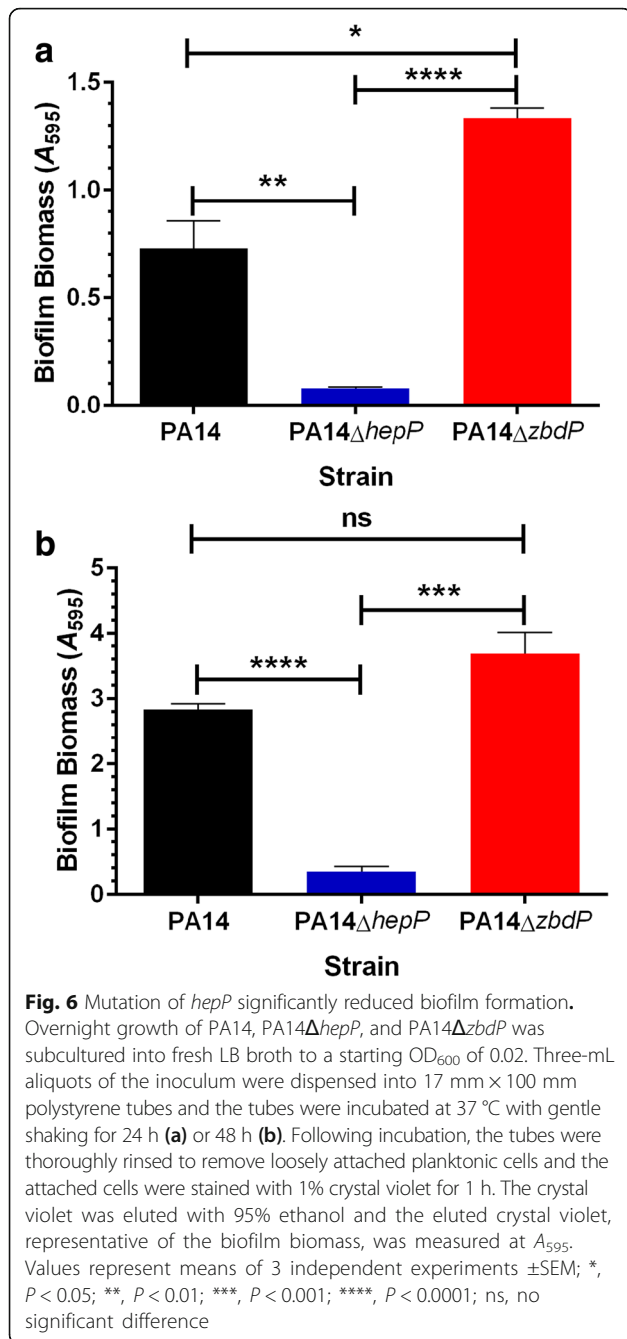 a
*
****
**
Biofilm Biomass (A595)
1.5
1.0
0.5
0.0
PA14
PA14ΔhepP
PA14ΔzbdP
Strain
b
ns
***
****
Biofilm Biomass (A595)
5
4
3
2
1
0
PA14
PA14ΔhepP
PA14ΔzbdP
Strain
Fig. 6 Mutation of hepP significantly reduced biofilm formation.
Overnight growth of PA14, PA14ΔhepP, and PA14ΔzbdP was
subcultured into fresh LB broth to a starting OD600 of 0.02. Three-mL
aliquots of the inoculum were dispensed into 17 mm × 100 mm
polystyrene tubes and the tubes were incubated at 37 °C with gentle
shaking for 24 h (a) or 48 h (b). Following incubation, the tubes were
thoroughly rinsed to remove loosely attached planktonic cells and the
attached cells were stained with 1% crystal violet for 1 h. The crystal
violet was eluted with 95% ethanol and the eluted crystal violet,
representative of the biofilm biomass, was measured at A595.
Values represent means of 3 independent experiments ±SEM; *,
P < 0.05; **, P < 0.01; ***, P < 0.001; ****, P < 0.0001; ns, no
significant difference